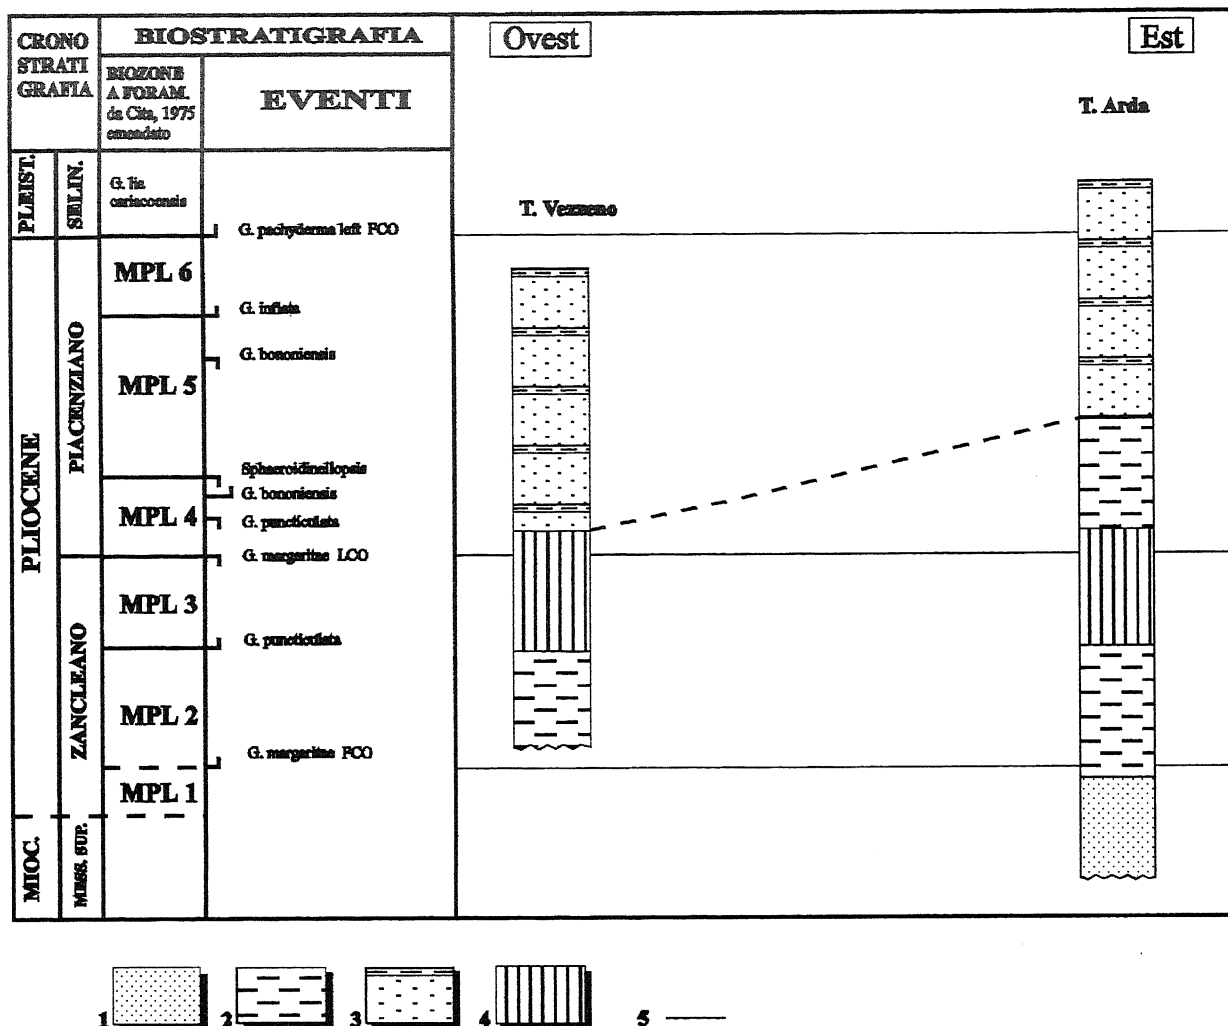 CRONO
STRATI
GRAFIA
BIOSTRATIGRAFIA
BIOZONE
A FORAM.
da Cita, 1975
emendato
EVENTI
Ovest
Est
T. Arda
T. Vezzeno
PLEIST.
SELIN.
G. lia
cariacoensis
G. pachyderma left FCO
MPL 6
G. inflata
PLIOCENE
PIACENZIANO
G. bononiensis
MPL 5
Sphaeroidinellopsis
G. bononiensis
MPL 4
G. puncticulata
G. margaritae LCO
ZANCLEANO
MPL 3
G. puncticulata
MPL 2
G. margaritae FCO
MPL 1
MIOC.
MESS. SUP.
1 2 3 4 5